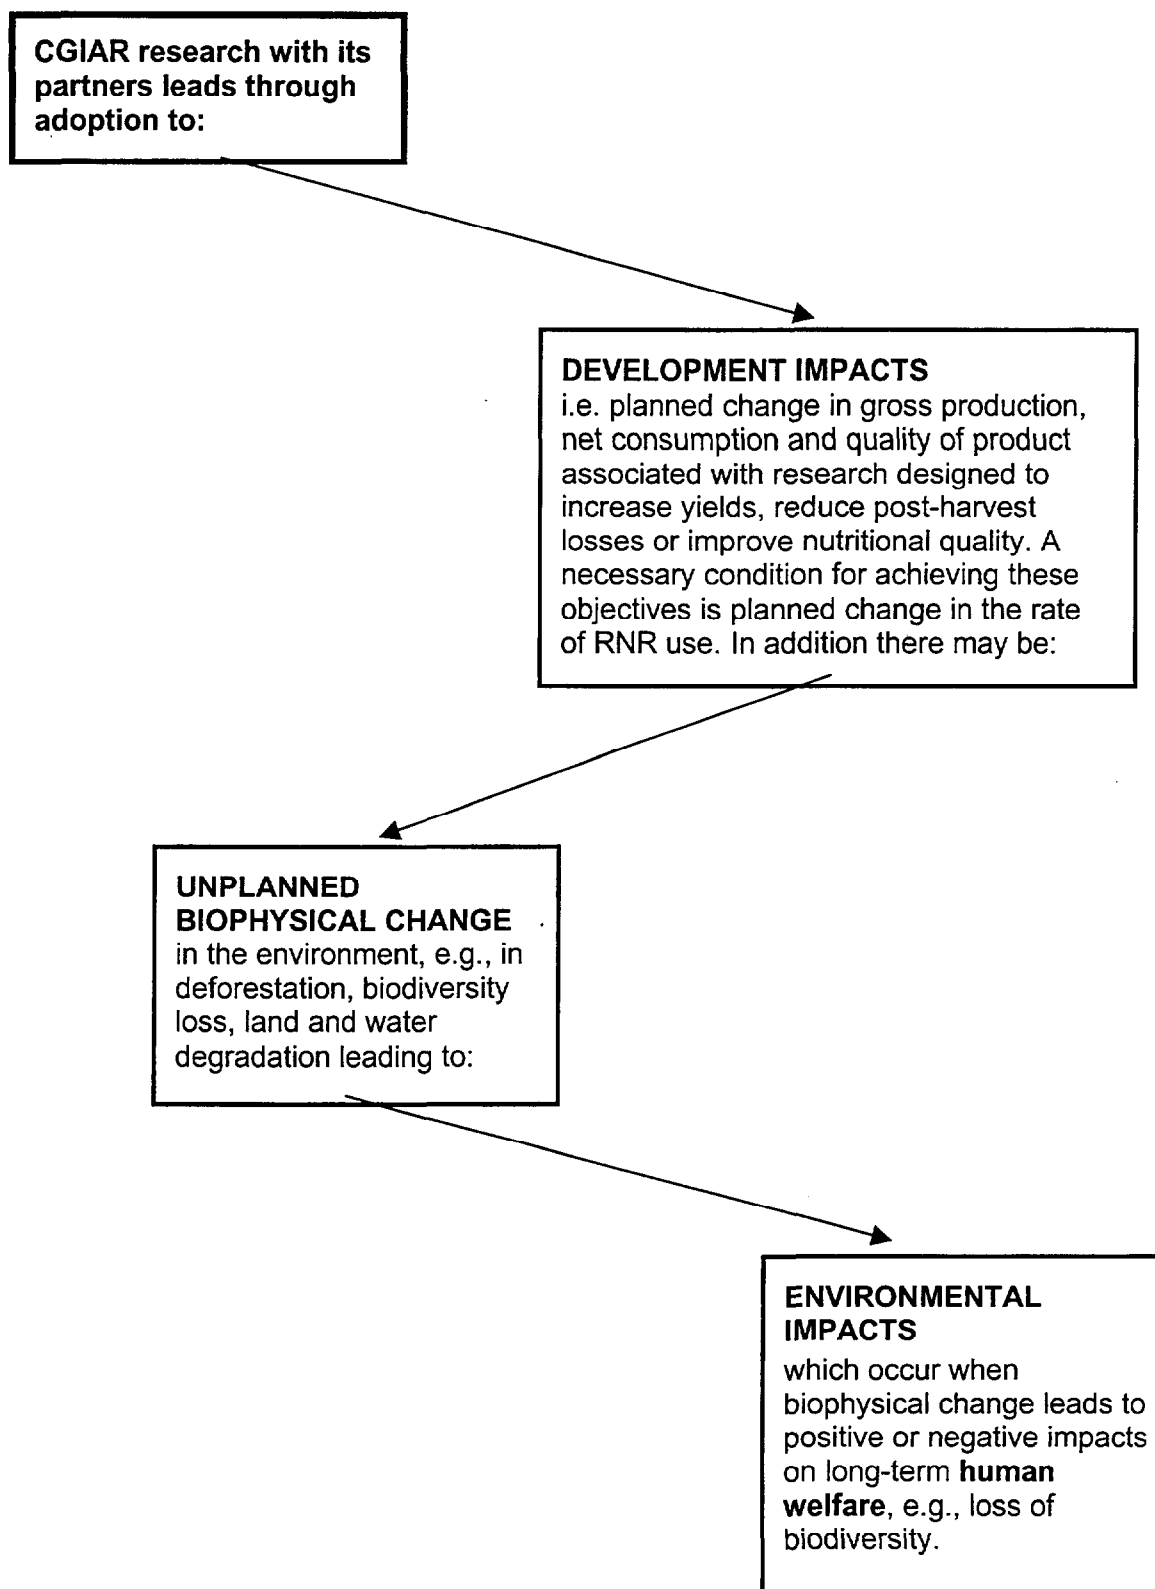 CGIAR research with its
partners leads through
adoption to:
DEVELOPMENT IMPACTS
i.e. planned change in gross production,
net consumption and quality of product
associated with research designed to
increase yields, reduce post-harvest
losses or improve nutritional quality. A
necessary condition for achieving these
objectives is planned change in the rate
of RNR use. In addition there may be:
UNPLANNED
BIOPHYSICAL CHANGE
in the environment, e.g., in
deforestation, biodiversity
loss, land and water
degradation leading to:
ENVIRONMENTAL
IMPACTS
which occur when
biophysical change leads to
positive or negative impacts
on long-term human
welfare, e.g., loss of
biodiversity.